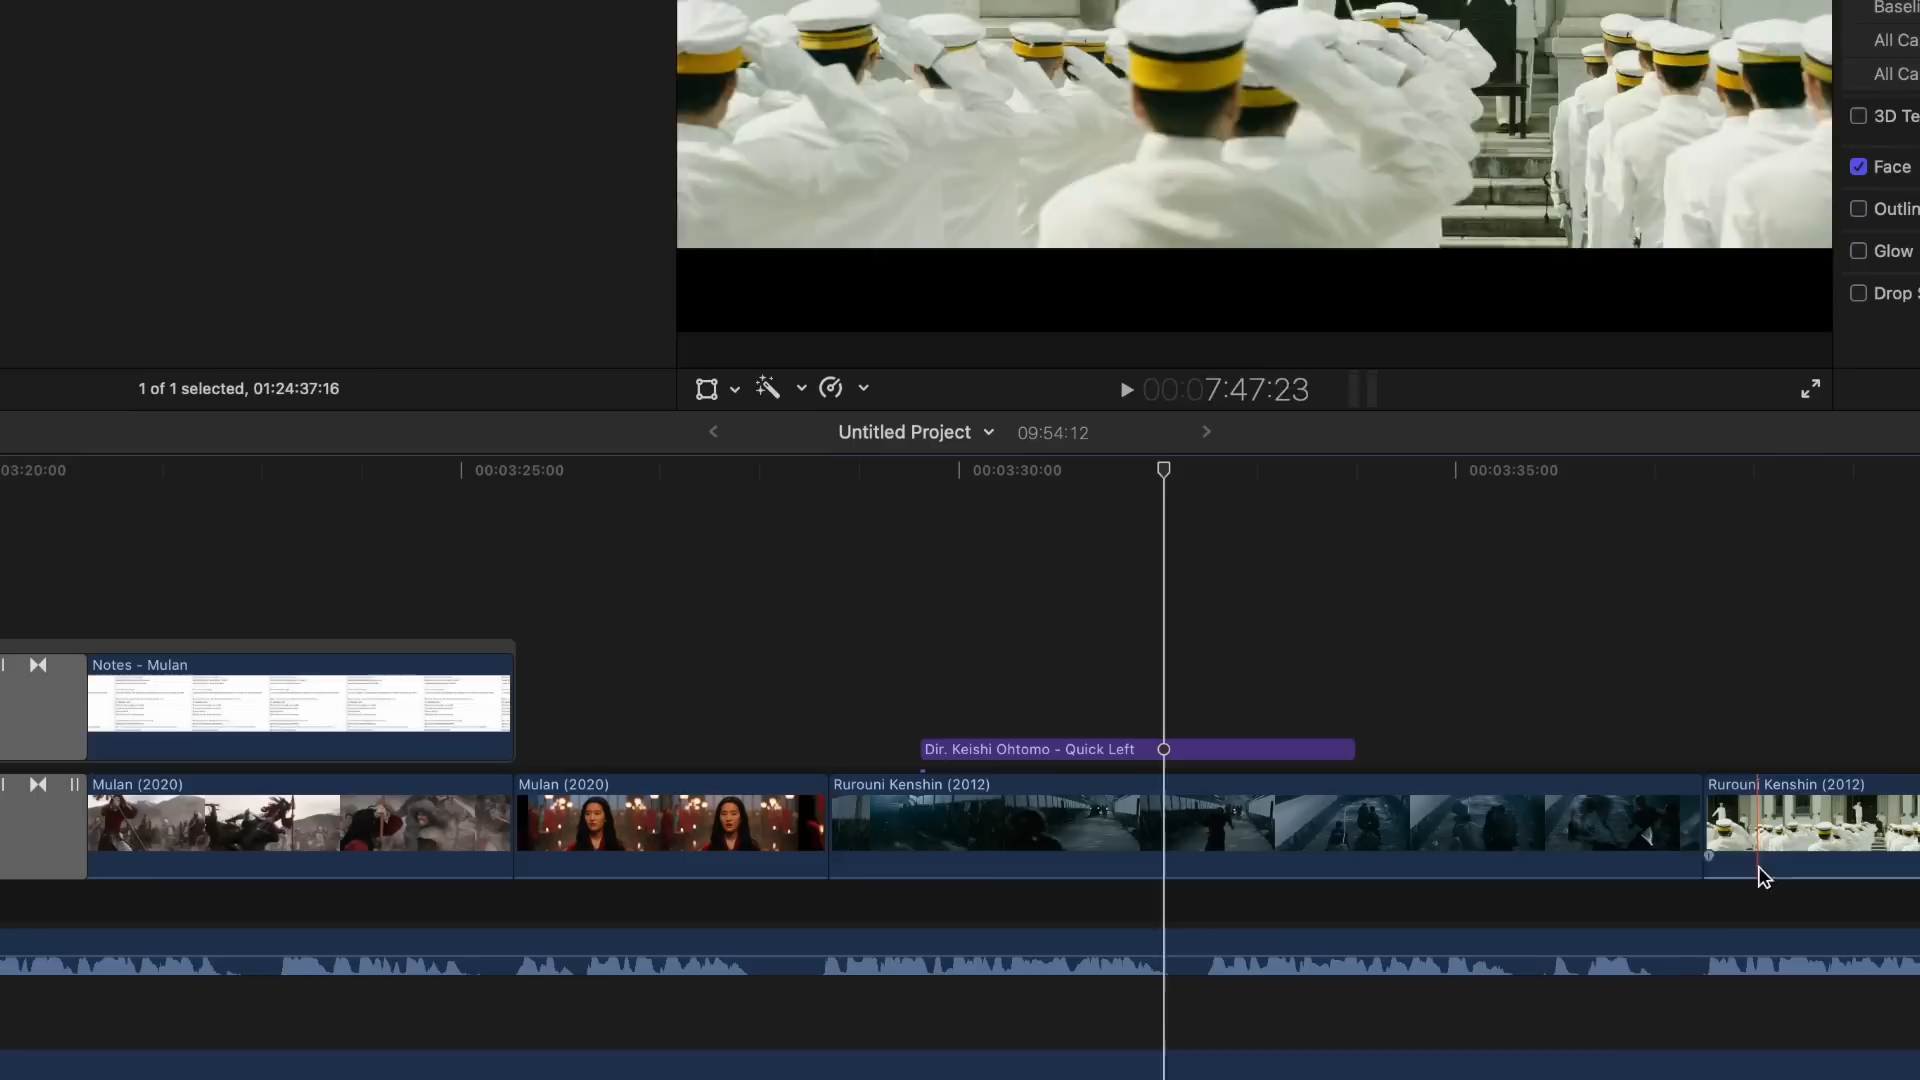 Baseli
All Ca
All Ca
3D Te
Face
Outlin
Glow
Drop S
1 of 1 selected, 01:24:37:16
00:07:47:23
Untitled Project
09:54:12
03:20:00
00:03:25:00
00:03:30:00
00:03:35:00
Notes - Mulan
Dir. Keishi Ohtomo - Quick Left
Mulan (2020)
Mulan (2020)
Rurouni Kenshin (2012)
Rurouni Kenshin (2012)